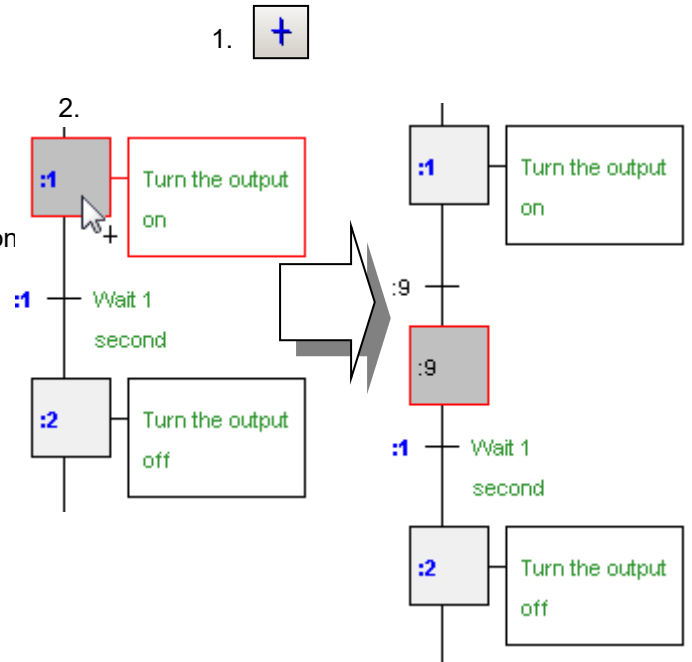 1.
2.
:1
Turn the output
on
on
:1
Wait 1
second
:2
Turn the output
off
:1
Turn the output
on
:9
:9
:1
Wait 1
second
:2
Turn the output
off